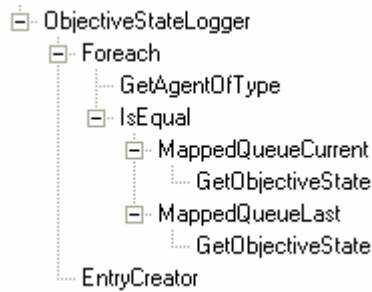 ObjectiveStateLogger
Foreach
GetAgentOfType
IsEqual
MappedQueueCurrent
GetObjectiveState
MappedQueueLast
GetObjectiveState
EntryCreator